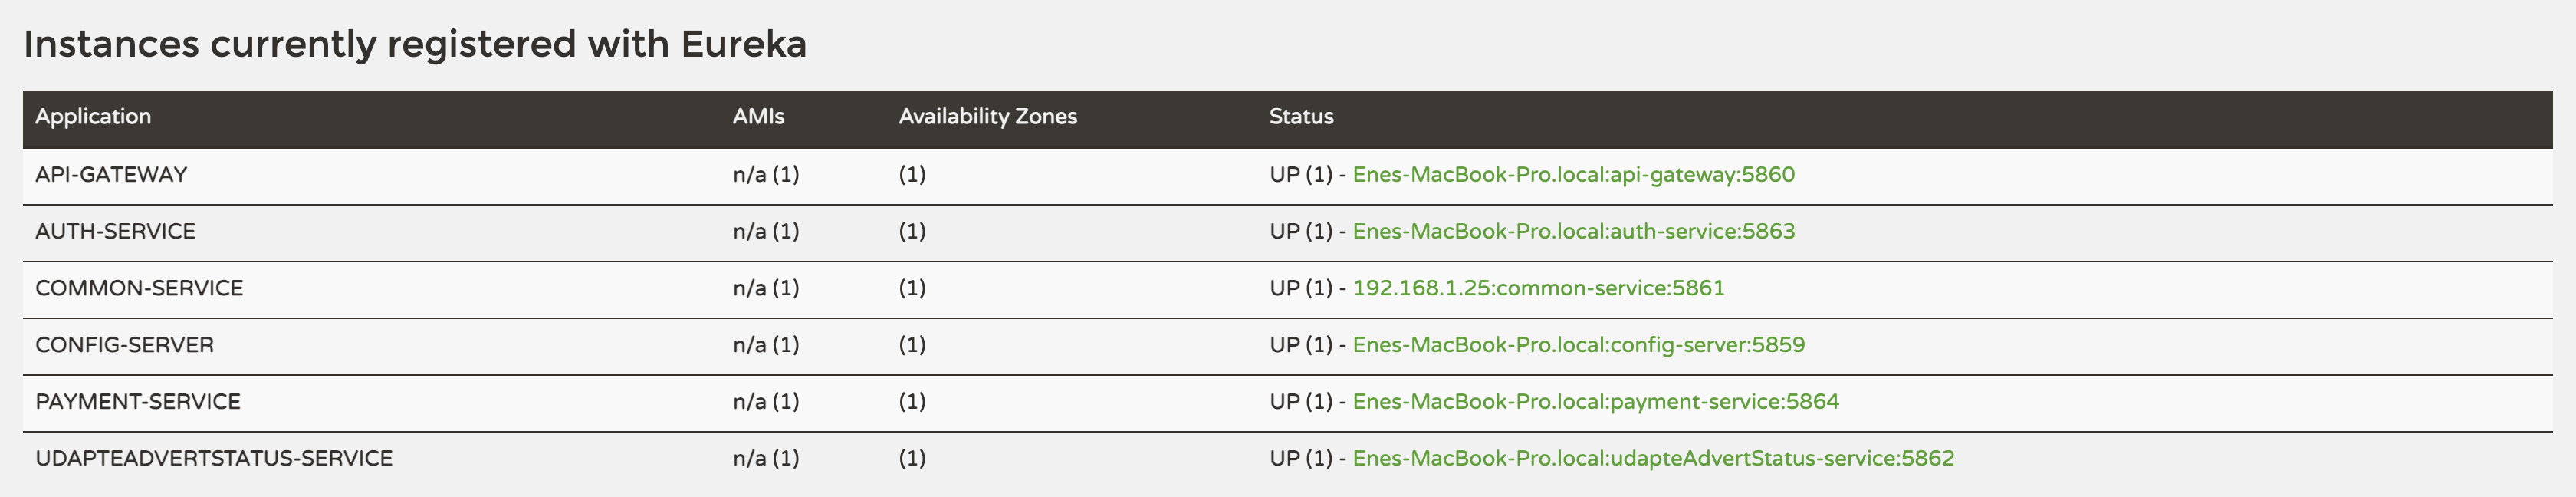 Instances currently registered with Eureka
Application AMIs Availability Zones Status
API-GATEWAY n/a (1) (1) UP (1) - Enes-MacBook-Pro.local:api-gateway:5860
AUTH-SERVICE n/a (1) (1) UP (1) - Enes-MacBook-Pro.local:auth-service:5863
COMMON-SERVICE n/a (1) (1) UP (1) - 192.168.1.25:common-service:5861
CONFIG-SERVER n/a (1) (1) UP (1) - Enes-MacBook-Pro.local:config-server:5859
PAYMENT-SERVICE n/a (1) (1) UP (1) - Enes-MacBook-Pro.local:payment-service:5864
UDAPTEADVERTSTATUS-SERVICE n/a (1) (1) UP (1) - Enes-MacBook-Pro.local:udapteAdvertStatus-service:5862